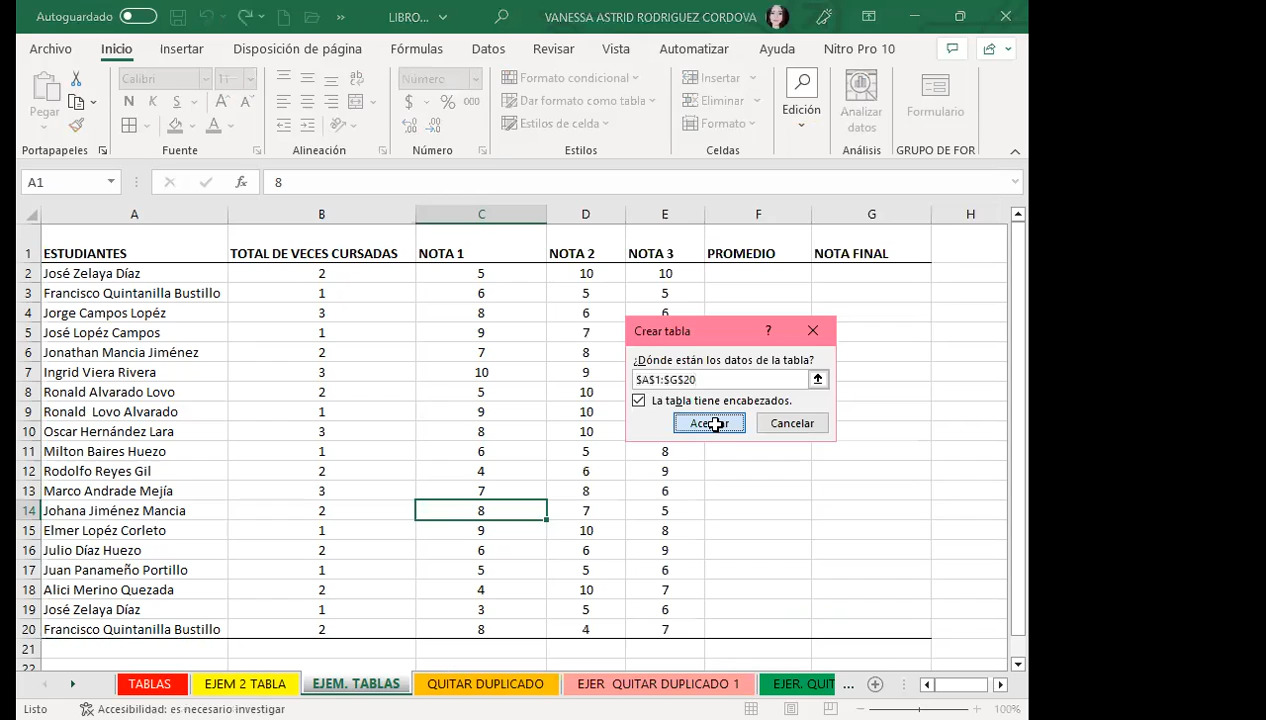 Autoguardado LIBRO... VANESSA ASTRID RODRIGUEZ CORDOVA
Archivo Inicio Insertar Disposición de página Fórmulas Datos Revisar Vista Automatizar Ayuda Nitro Pro 10
Pegar
Calibri 11
N K S A A
Número
$ % 000
Formato condicional
Dar formato como tabla
Estilos de celda
Insertar
Eliminar
Formato
Edición
Analizar datos
Formulario
Portapapeles Fuente Alineación Número Estilos Celdas Análisis GRUPO DE FOR
A1 fx 8
A B C D E F G H
1 ESTUDIANTES TOTAL DE VECES CURSADAS NOTA 1 NOTA 2 NOTA 3 PROMEDIO NOTA FINAL
2 José Zelaya Díaz 2 5 10 10
3 Francisco Quintanilla Bustillo 1 6 5 5
4 Jorge Campos Lopéz 3 8 6 6
5 José Lopéz Campos 1 9 7
6 Jonathan Mancia Jiménez 2 7 8
7 Ingrid Viera Rivera 3 10 9
8 Ronald Alvarado Lovo 2 5 10
9 Ronald  Lovo Alvarado 1 9 10
10 Oscar Hernández Lara 3 8 10
11 Milton Baires Huezo 1 6 5 8
12 Rodolfo Reyes Gil 2 4 6 9
13 Marco Andrade Mejía 3 7 8 6
14 Johana Jiménez Mancia 2 8 7 5
15 Elmer Lopéz Corleto 1 9 10 8
16 Julio Díaz Huezo 2 6 6 9
17 Juan Panameño Portillo 1 5 5 6
18 Alici Merino Quezada 2 4 10 7
19 José Zelaya Díaz 1 3 5 6
20 Francisco Quintanilla Bustillo 2 8 4 7
21
22
Crear tabla ?
¿Dónde están los datos de la tabla?
$A$1:$G$20
La tabla tiene encabezados.
Cancelar
TABLAS EJEM 2 TABLA EJEM. TABLAS QUITAR DUPLICADO EJER QUITAR DUPLICADO 1 EJER. QUIT ...
Listo Accesibilidad: es necesario investigar 100%